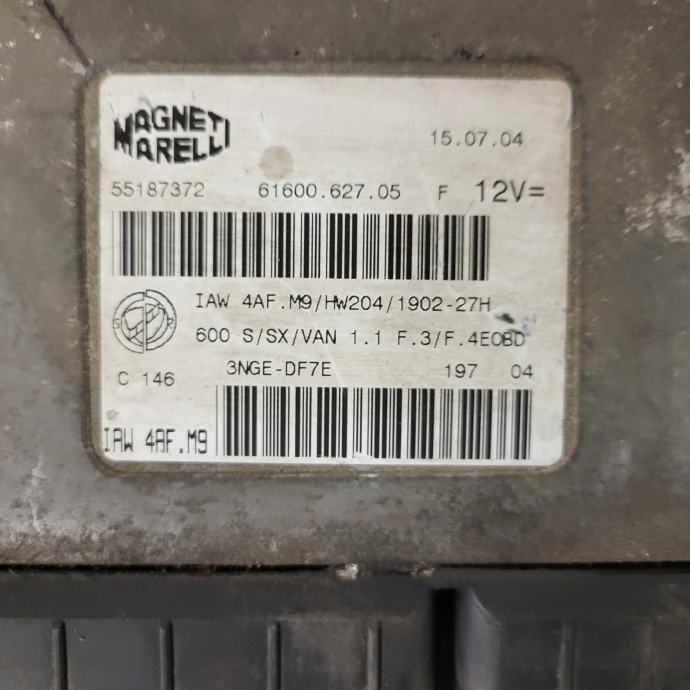 MAGNETI
MARELLI
15.07.04
55187372 61600.627.05 F 12V=
IAW 4AF.M9/HW204/1902-27H
600 S/SX/VAN 1.1 F.3/F.4EOBD
C 146 3NGE-DF7E 197 04
IAW 4AF.M9